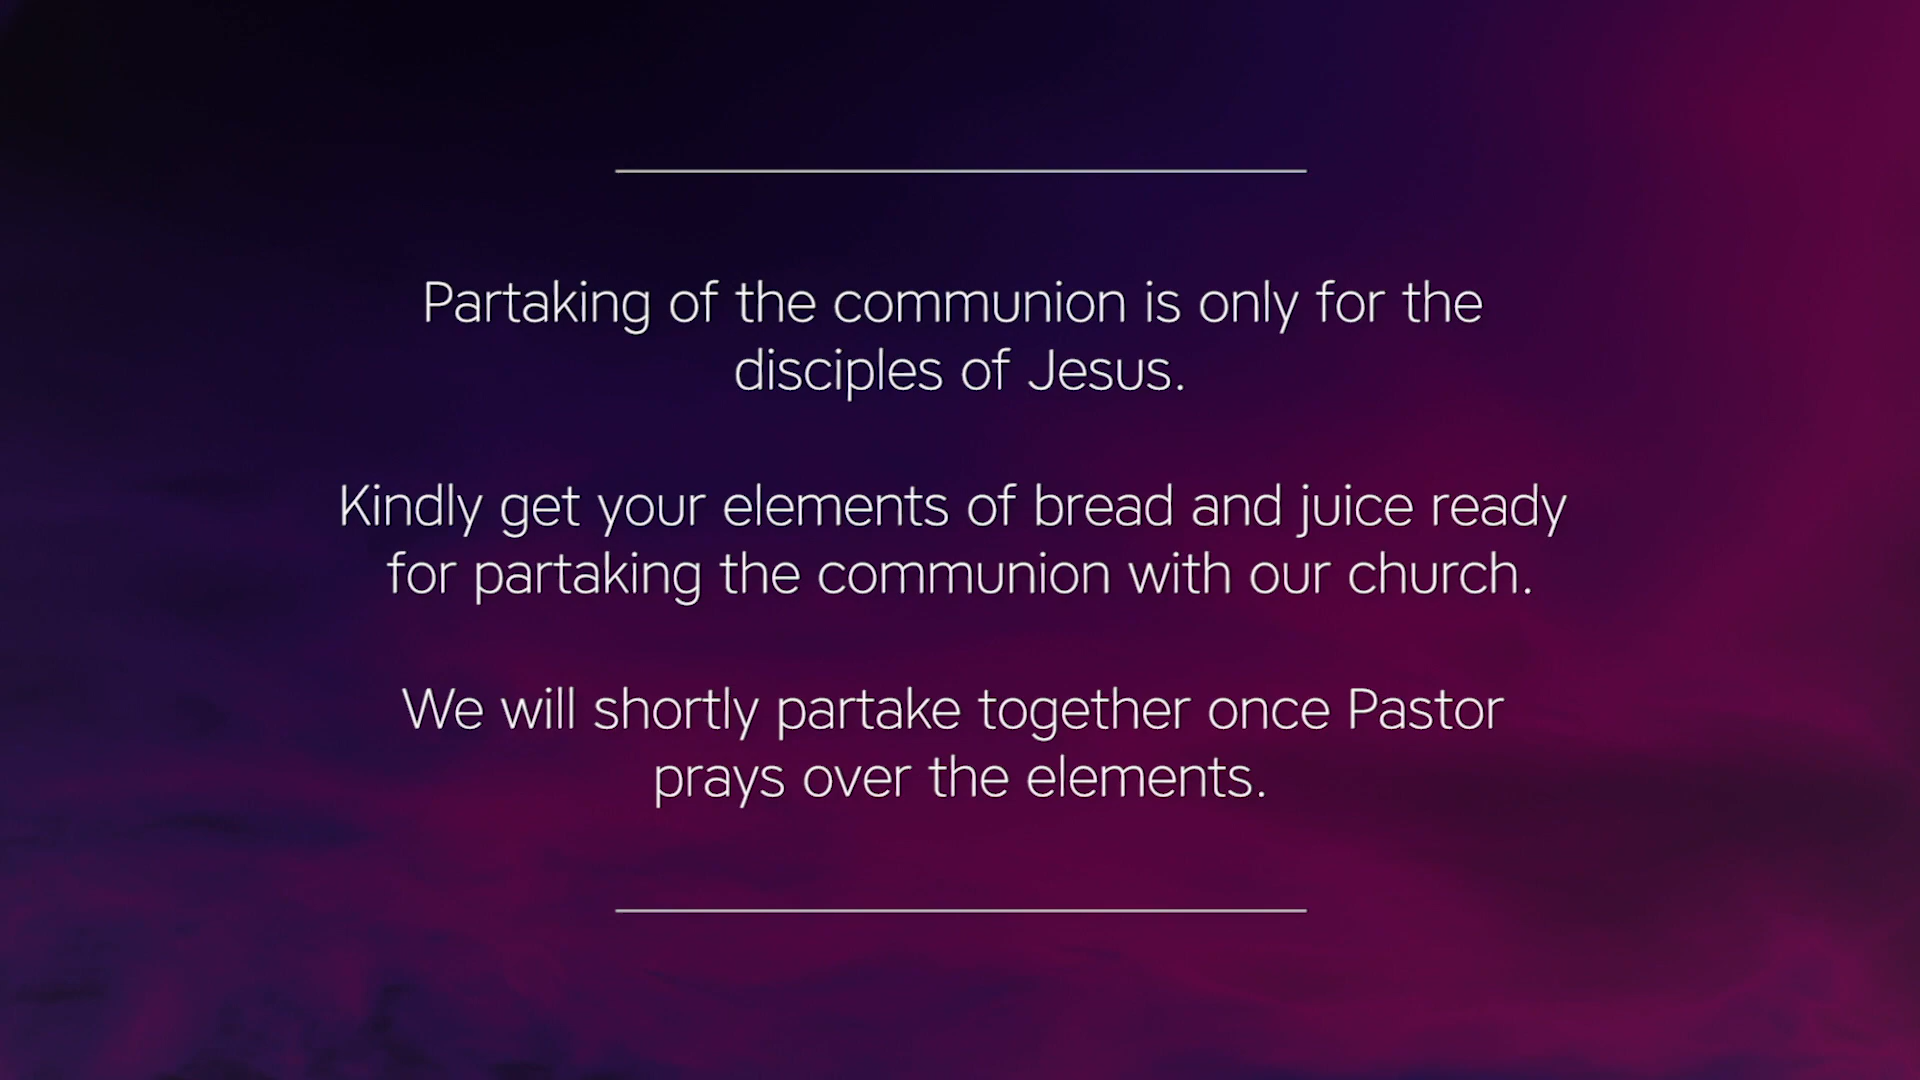 Partaking of the communion is only for the
disciples of Jesus.
Kindly get your elements of bread and juice ready
for partaking the communion with our church.
We will shortly partake together once Pastor
prays over the elements.